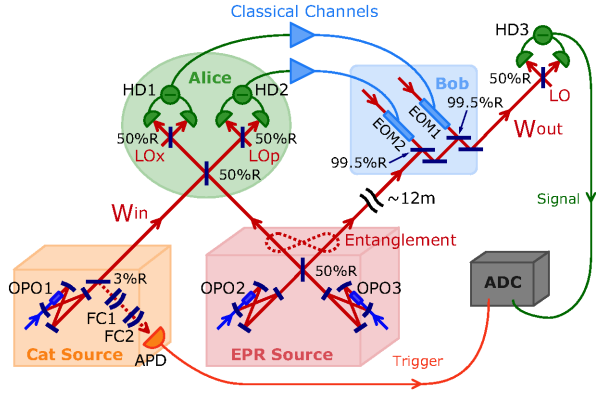 Classical Channels
HD3
HD1
Alice
HD2
50%R
LO
Bob
99.5%R
EOM1
EOM2
50%R
LOx
50%R
LOp
99.5%R
Wout
50%R
~12m
Win
Signal
Entanglement
3%R
50%R
ADC
OPO1
OPO2
OPO3
FC1
FC2
Cat Source
APD
EPR Source
Trigger